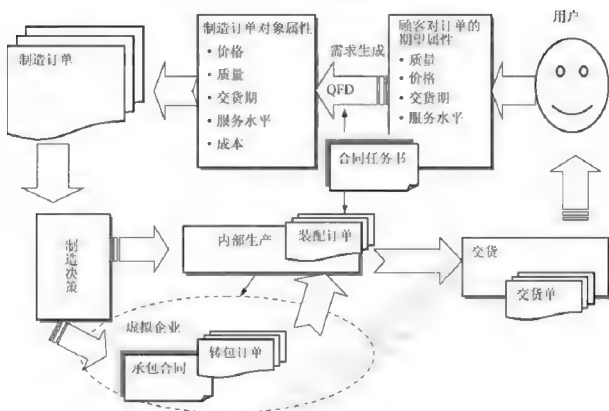 用户
顾客对订单的
期望属性
• 质量
• 价格
• 交货期
• 服务水平
需求生成
QFD
制造订单对象属性
• 价格
• 质量
• 交货期
• 服务水平
• 成本
制造订单
合同任务书
制造决策
内部生产
装配订单
交货
交货单
虚拟企业
承包合同
转包订单